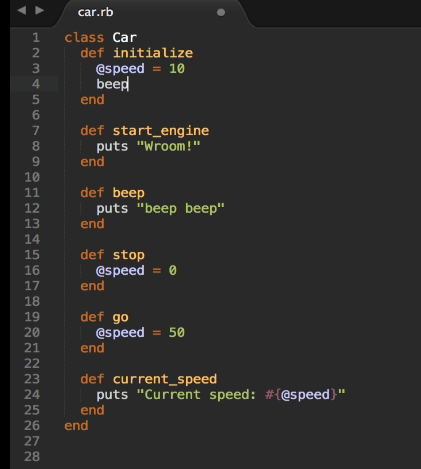 car.rb
1 class Car
2   def initialize
3     @speed = 10
4     beep
5   end
6
7   def start_engine
8     puts "Wroom!"
9   end
10
11   def beep
12     puts "beep beep"
13   end
14
15   def stop
16     @speed = 0
17   end
18
19   def go
20     @speed = 50
21   end
22
23   def current_speed
24     puts "Current speed: #{@speed}"
25   end
26 end
27
28